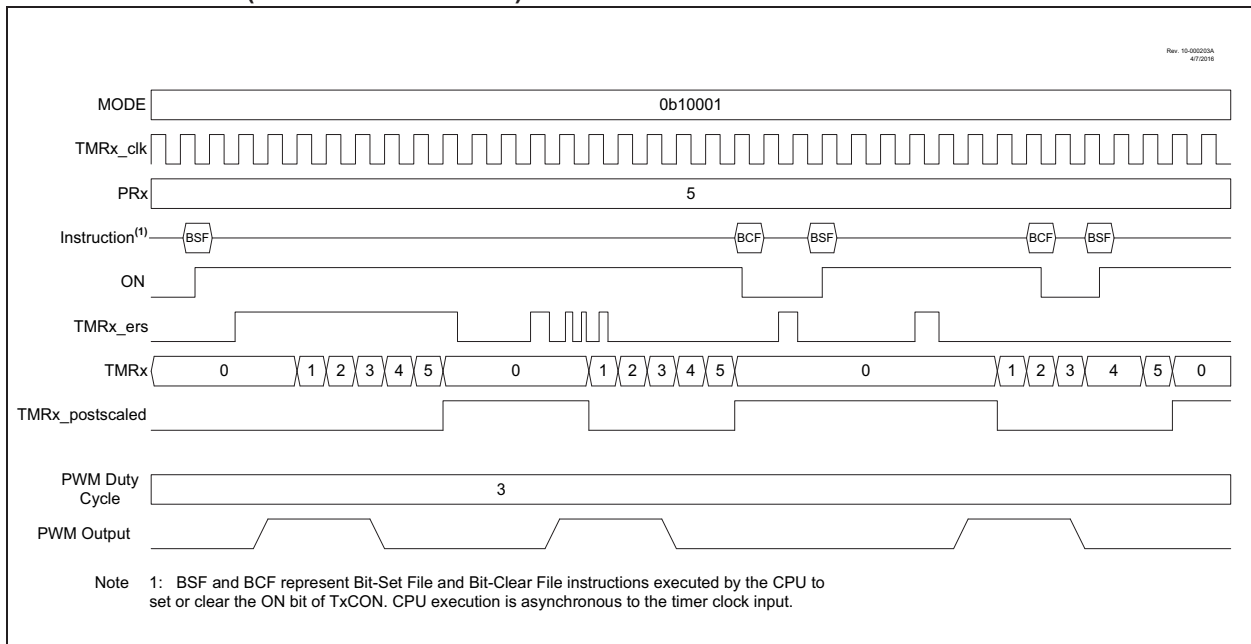 Rev. 10-000203A
4/7/2016
MODE 0b10001
TMRx_clk
PRx 5
Instruction(1) BSF BCF BSF BCF BSF
ON
TMRx_ers
TMRx 0 1 2 3 4 5 0 1 2 3 4 5 0 1 2 3 4 5 0
TMRx_postscaled
PWM Duty
Cycle 3
PWM Output
Note 1: BSF and BCF represent Bit-Set File and Bit-Clear File instructions executed by the CPU to
set or clear the ON bit of TxCON. CPU execution is asynchronous to the timer clock input.